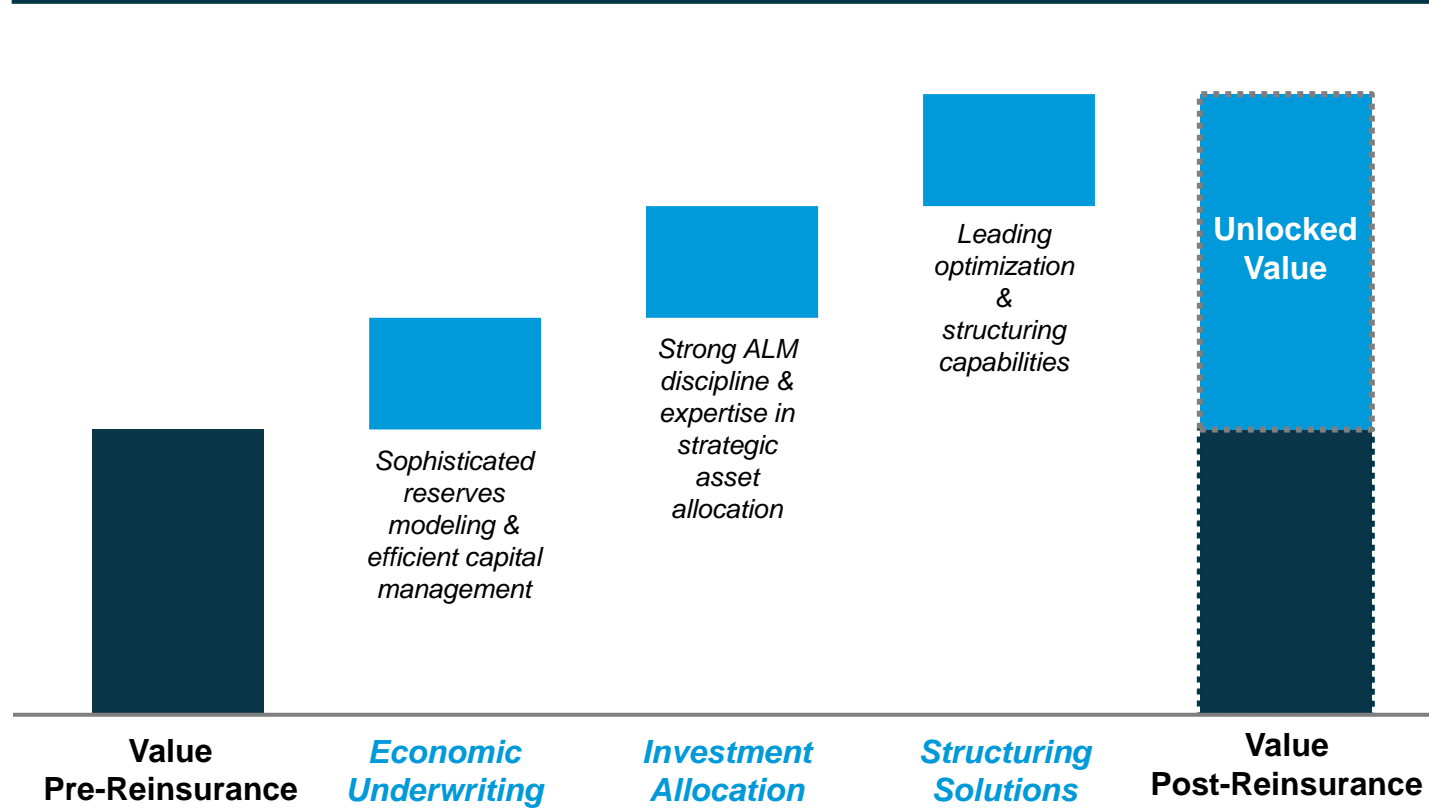 Leading
optimization
&
structuring
capabilities
Unlocked
Value
Strong ALM
discipline &
expertise in
strategic
asset
allocation
Sophisticated
reserves
modeling &
efficient capital
management
Value
Pre-Reinsurance
Economic
Underwriting
Investment
Allocation
Structuring
Solutions
Value
Post-Reinsurance